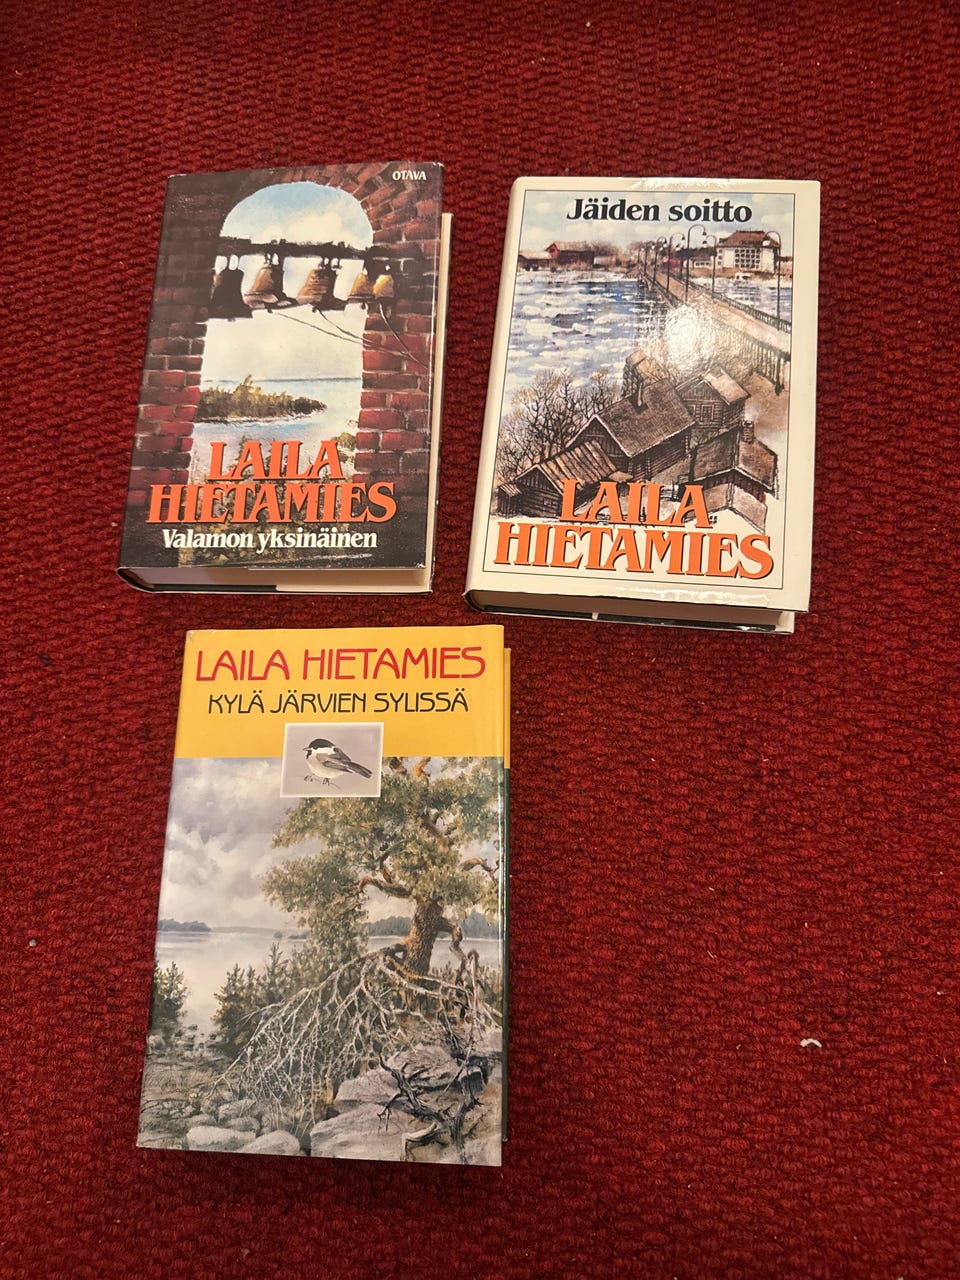 OTAVA
LAILA
HIETAMIES
Valamon yksinäinen
Jäiden soitto
LAILA
HIETAMIES
LAILA HIETAMIES
KYLÄ JÄRVIEN SYLISSÄ